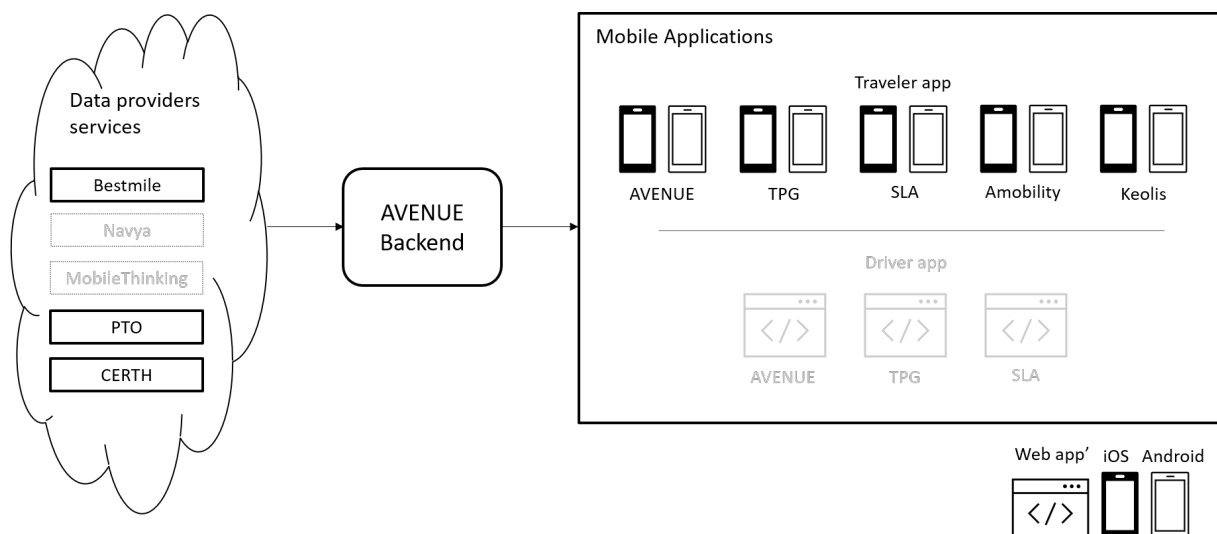 Data providers
services
Bestmile
Navya
MobileThinking
PTO
CERTH
AVENUE
Backend
Mobile Applications
Traveler app
AVENUE TPG SLA Amobility Keolis
Driver app
</> </> </>
AVENUE TPG SLA
Web app' iOS Android
</>